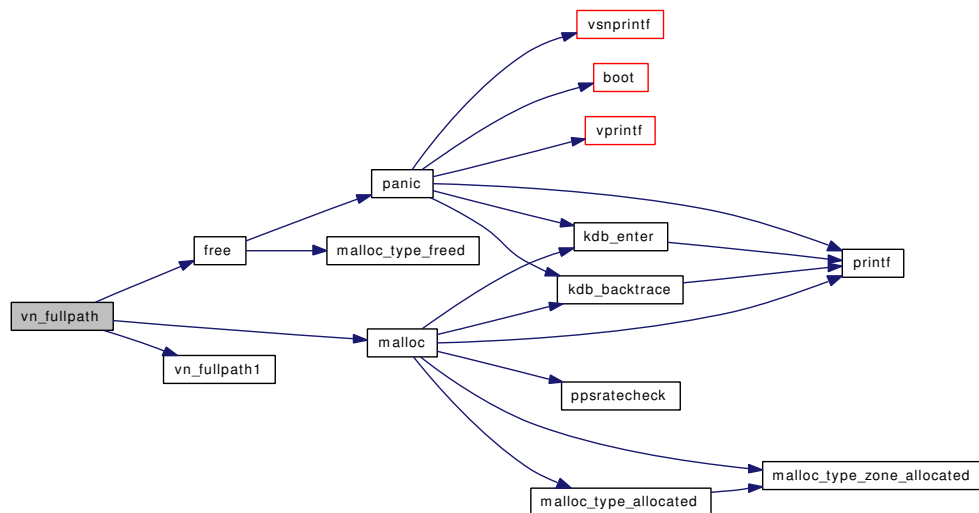 vsnprintf
boot
vprintf
panic
kdb_enter
free
malloc_type_freed
printf
kdb_backtrace
vn_fullpath
malloc
vn_fullpath1
ppsratecheck
malloc_type_zone_allocated
malloc_type_allocated